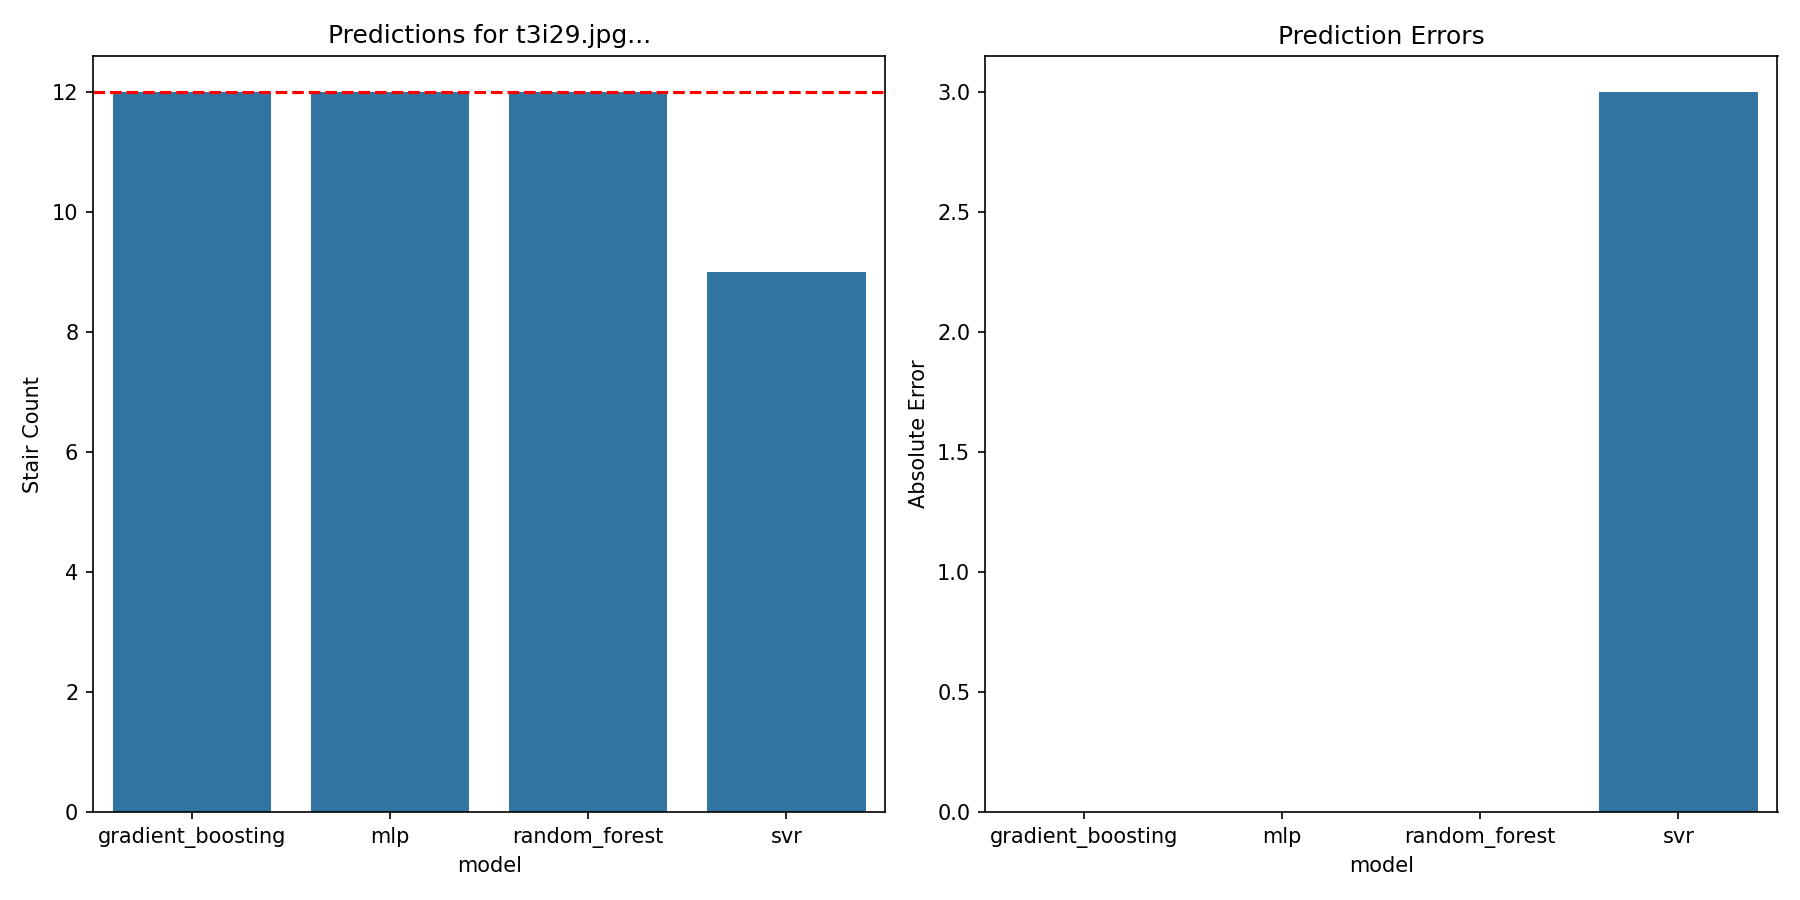 Predictions for t3i29.jpg...
12
10
8
6
4
2
0
Stair Count
gradient_boosting mlp random_forest svr
model
Prediction Errors
3.0
2.5
2.0
1.5
1.0
0.5
0.0
Absolute Error
gradient_boosting mlp random_forest svr
model